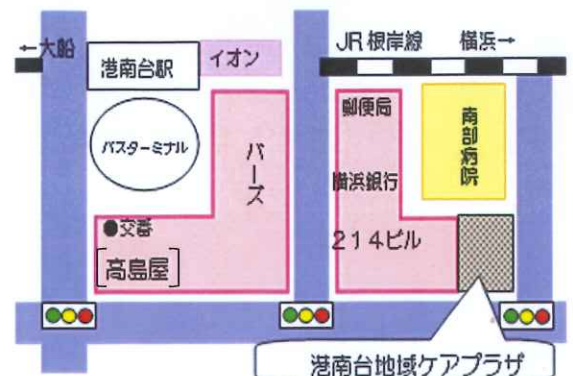 ←大船
港南台駅
イオン
JR根岸線
横浜→
バスターミナル
バーズ
郵便局
南部病院
横浜銀行
●交番
[高島屋]
214ビル
港南台地域ケアプラザ